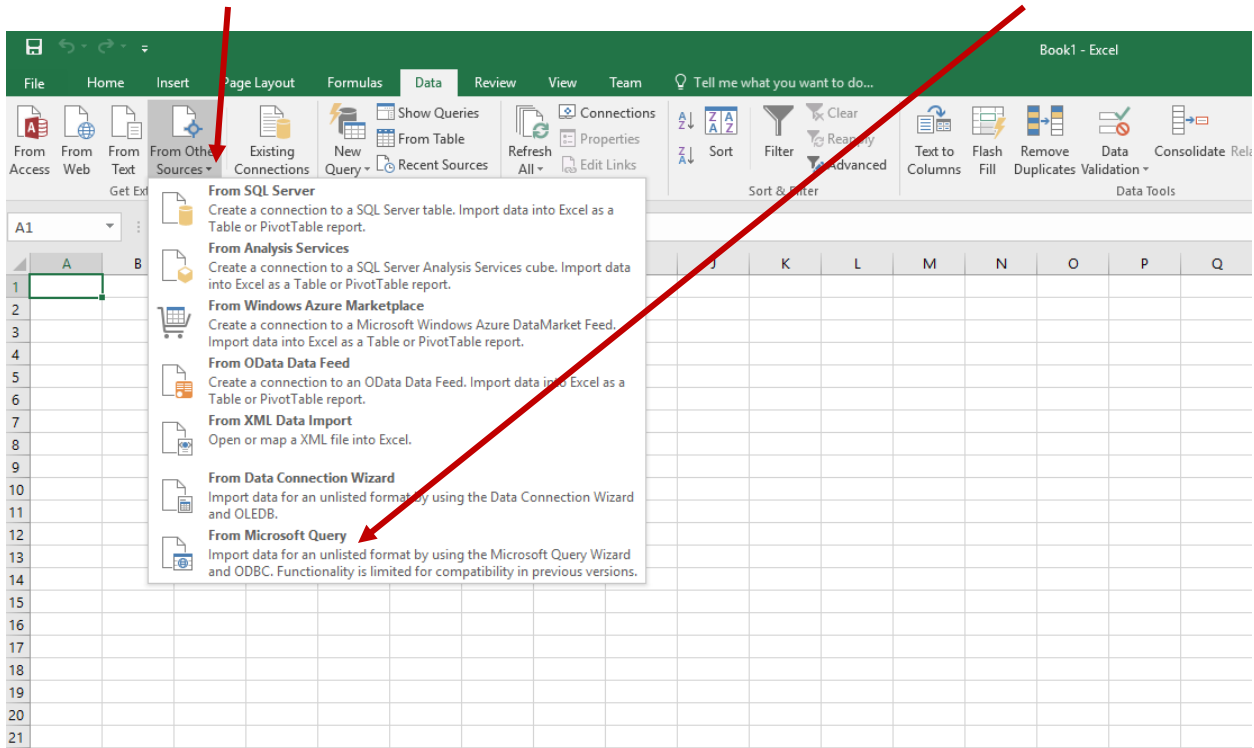 Book1 - Excel
File Home Insert Page Layout Formulas Data Review View Team Tell me what you want to do...
From Access
From Web
From Text
From Other Sources
Existing Connections
New Query
Show Queries
From Table
Recent Sources
Refresh All
Connections
Properties
Edit Links
Sort
Filter
Clear
Reapply
Advanced
Text to Columns
Flash Fill
Remove Duplicates
Data Validation
Consolidate
Sort & Filter
Data Tools
A1
From SQL Server
Create a connection to a SQL Server table. Import data into Excel as a
Table or PivotTable report.
From Analysis Services
Create a connection to a SQL Server Analysis Services cube. Import data
into Excel as a Table or PivotTable report.
From Windows Azure Marketplace
Create a connection to a Microsoft Windows Azure DataMarket Feed.
Import data into Excel as a Table or PivotTable report.
From OData Data Feed
Create a connection to an OData Data Feed. Import data into Excel as a
Table or PivotTable report.
From XML Data Import
Open or map a XML file into Excel.
From Data Connection Wizard
Import data for an unlisted format by using the Data Connection Wizard
and OLEDB.
From Microsoft Query
Import data for an unlisted format by using the Microsoft Query Wizard
and ODBC. Functionality is limited for compatibility in previous versions.
A B J K L M N O P Q
1
2
3
4
5
6
7
8
9
10
11
12
13
14
15
16
17
18
19
20
21